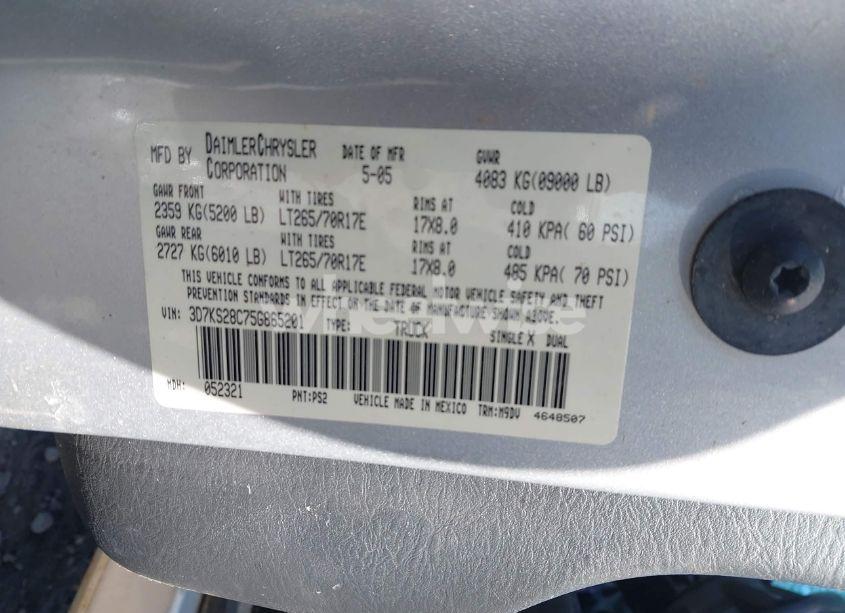 MFD BY DAIMLERCHRYSLER CORPORATION DATE OF MFR 5-05 GVWR 4083 KG(09000 LB)
GAWR FRONT WITH TIRES RIMS AT COLD
2359 KG(5200 LB) LT265/70R17E 17X8.0 410 KPA( 60 PSI)
GAWR REAR WITH TIRES RIMS AT COLD
2727 KG(6010 LB) LT265/70R17E 17X8.0 485 KPA( 70 PSI)
THIS VEHICLE CONFORMS TO ALL APPLICABLE FEDERAL MOTOR VEHICLE SAFETY AND THEFT
PREVENTION STANDARDS IN EFFECT ON THE DATE OF MANUFACTURE SHOWN ABOVE.
VIN: 3D7KS28C75G865201 TYPE: TRUCK SINGLE X DUAL
MDH: 052321 PNT:PS2 VEHICLE MADE IN MEXICO TRM:M9DV 4648507